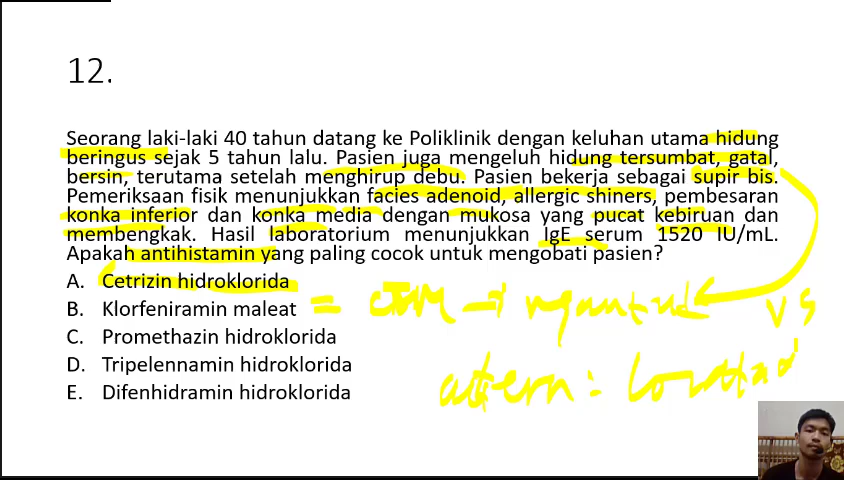 12.
Seorang laki-laki 40 tahun datang ke Poliklinik dengan keluhan utama hidung
beringus sejak 5 tahun lalu. Pasien juga mengeluh hidung tersumbat, gatal,
bersin, terutama setelah menghirup debu. Pasien bekerja sebagai supir bis.
Pemeriksaan fisik menunjukkan facies adenoid, allergic shiners, pembesaran
konka inferior dan konka media dengan mukosa yang pucat kebiruan dan
membengkak. Hasil laboratorium menunjukkan IgE serum 1520 IU/mL.
Apakah antihistamin yang paling cocok untuk mengobati pasien?
A. Cetrizin hidroklorida
B. Klorfeniramin maleat = CTM → ngantuk VS
C. Promethazin hidroklorida
D. Tripelennamin hidroklorida
E. Difenhidramin hidroklorida